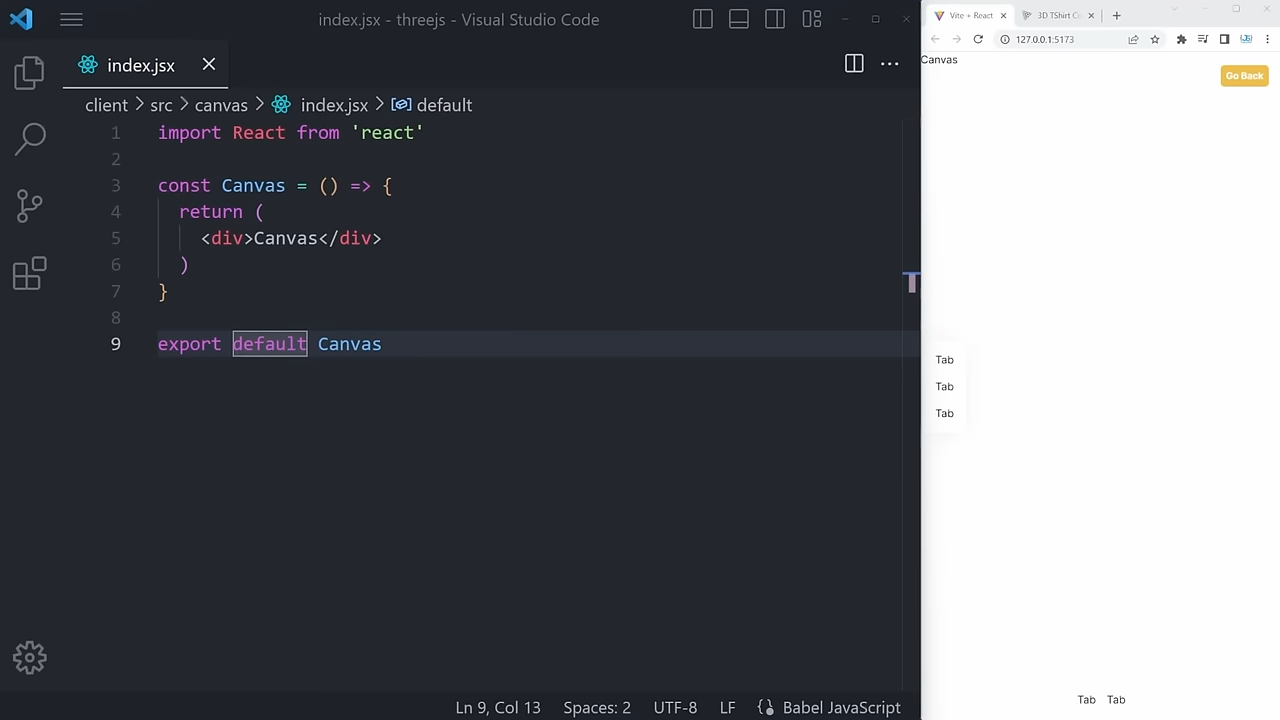 index.jsx - threejs - Visual Studio Code
index.jsx
client > src > canvas > index.jsx > default
1 import React from 'react'
2
3 const Canvas = () => {
4 return (
5 <div>Canvas</div>
6 )
7 }
8
9 export default Canvas
Ln 9, Col 13 Spaces: 2 UTF-8 LF Babel JavaScript
Vite + React
3D TShirt C
127.0.0.1:5173
Canvas
Go Back
Tab
Tab
Tab
Tab Tab